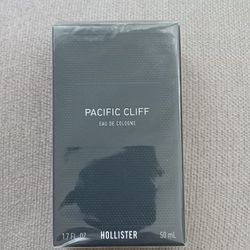 PACIFIC CLIFF
EAU DE COLOGNE
1.7 FL·OZ HOLLISTER 50 mL